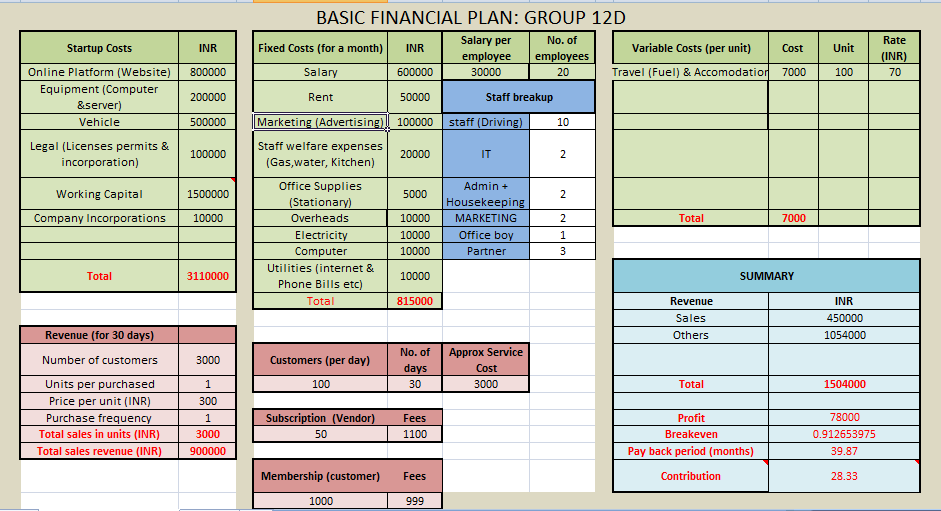 BASIC FINANCIAL PLAN: GROUP 12D
Startup Costs INR
Online Platform (Website) 800000
Equipment (Computer
&server) 200000
Vehicle 500000
Legal (Licenses permits &
incorporation) 100000
Working Capital 1500000
Company Incorporations 10000
Total 3110000
Fixed Costs (for a month) INR
Salary per
employee
No. of
employees
Salary 600000 30000 20
Rent 50000 Staff breakup
Marketing (Advertising) 100000 staff (Driving) 10
Staff welfare expenses
(Gas,water, Kitchen) 20000 IT 2
Office Supplies
(Stationary) 5000
Admin +
Housekeeping 2
Overheads 10000 MARKETING 2
Electricity 10000 Office boy 1
Computer 10000 Partner 3
Utilities (internet &
Phone Bills etc) 10000
Total 815000
Variable Costs (per unit) Cost Unit
Rate
(INR)
Travel (Fuel) & Accomodation 7000 100 70
Total 7000
Revenue (for 30 days)
Number of customers 3000
Units per purchased 1
Price per unit (INR) 300
Purchase frequency 1
Total sales in units (INR) 3000
Total sales revenue (INR) 900000
Customers (per day)
No. of
days
Approx Service
Cost
100 30 3000
Subscription (Vendor) Fees
50 1100
Membership (customer) Fees
1000 999
SUMMARY
Revenue INR
Sales 450000
Others 1054000
Total 1504000
Profit 78000
Breakeven 0.912653975
Pay back period (months) 39.87
Contribution 28.33